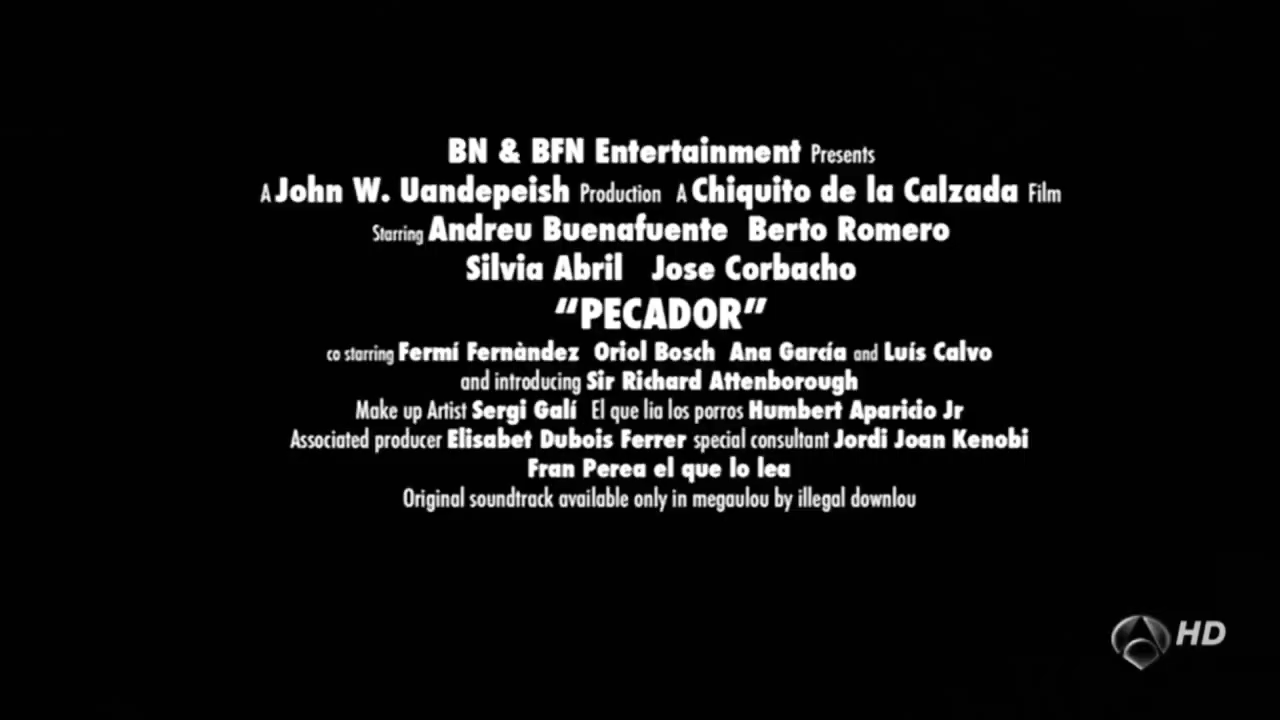 BN & BFN Entertainment Presents
A John W. Uandepeish Production A Chiquito de la Calzada Film
Starring Andreu Buenafuente Berto Romero
Silvia Abril Jose Corbacho
“PECADOR”
co starring Fermí Fernàndez Oriol Bosch Ana García and Luís Calvo
and introducing Sir Richard Attenborough
Make up Artist Sergi Galí El que lia los porros Humbert Aparicio Jr
Associated producer Elisabet Dubois Ferrer special consultant Jordi Joan Kenobi
Fran Perea el que lo lea
Original soundtrack available only in megaulou by illegal downlou
HD